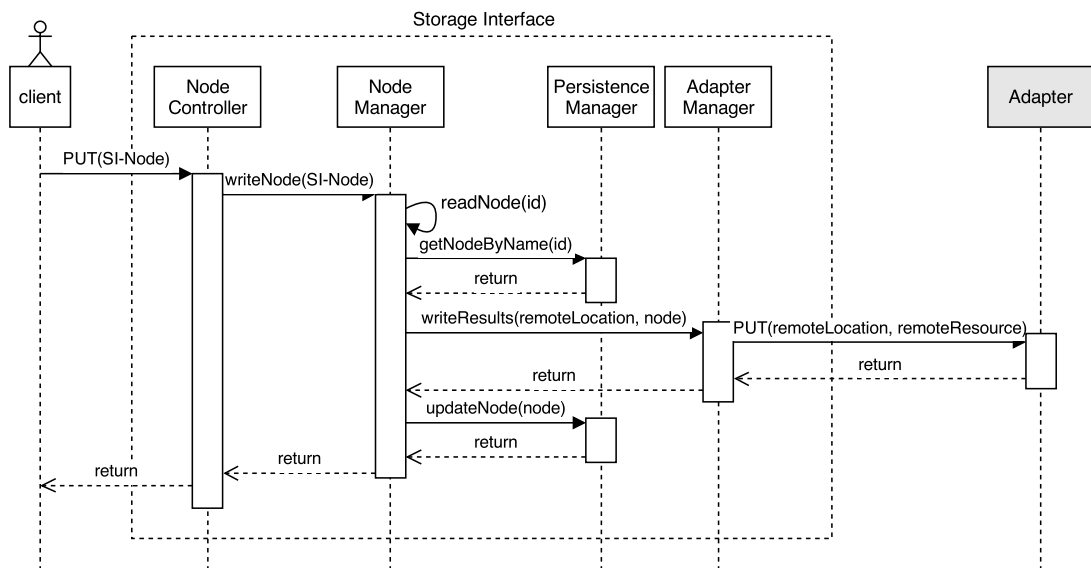 Storage Interface
client
Node
Controller
Node
Manager
Persistence
Manager
Adapter
Manager
Adapter
PUT(SI-Node)
writeNode(SI-Node)
readNode(id)
getNodeByName(id)
return
writeResults(remoteLocation, node)
PUT(remoteLocation, remoteResource)
return
return
updateNode(node)
return
return
return